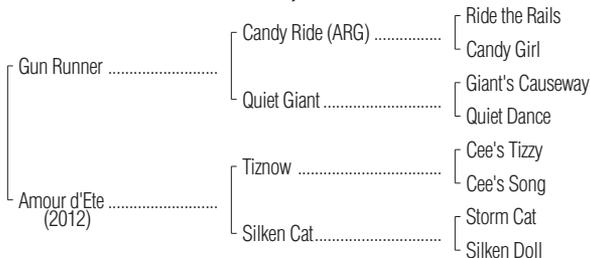 Ride the Rails
Candy Ride (ARG) ................
Candy Girl
Gun Runner ..........................
Giant's Causeway
Quiet Giant ............................
Quiet Dance
Cee's Tizzy
Tiznow ..................................
Cee's Song
Amour d'Ete ..........................
(2012)
Storm Cat
Silken Cat..............................
Silken Doll